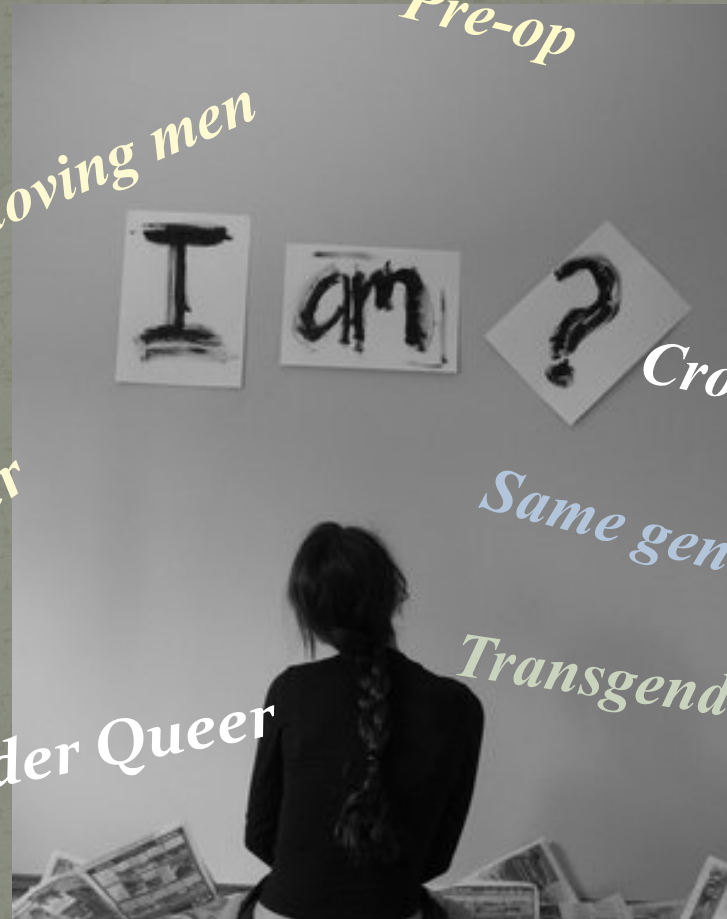 Pre-op
oving men
I am ?
Cro
r
Same gen
Transgend
der Queer